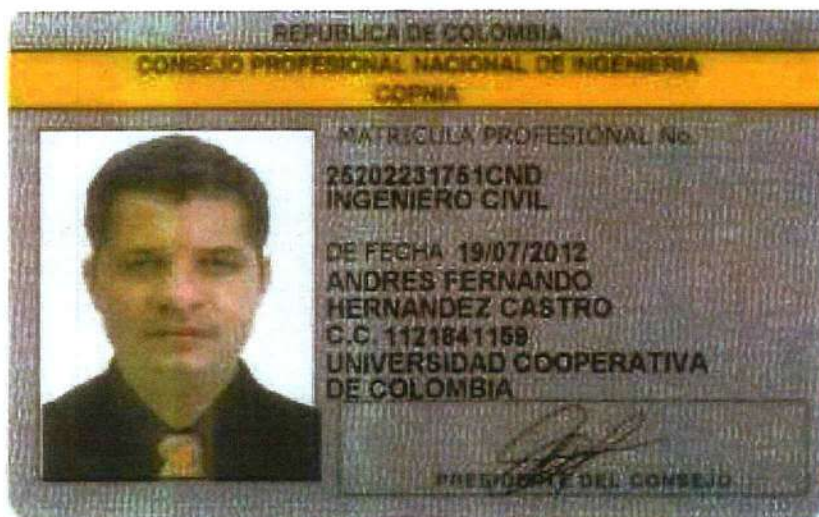 REPUBLICA DE COLOMBIA
CONSEJO PROFESIONAL NACIONAL DE INGENIERIA
COPNIA
MATRICULA PROFESIONAL No.
25202231751CND
INGENIERO CIVIL
DE FECHA 19/07/2012
ANDRES FERNANDO
HERNANDEZ CASTRO
C.C. 1121841159
UNIVERSIDAD COOPERATIVA
DE COLOMBIA
PRESIDENTE DEL CONSEJO